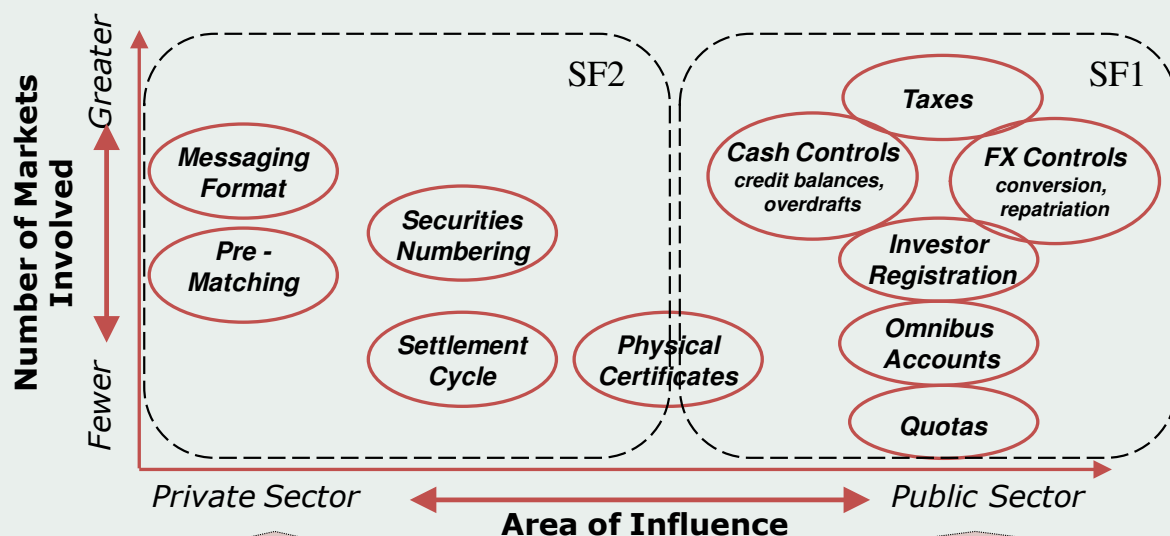 Greater
Number of Markets
Involved
Fewer
SF2
SF1
Taxes
Messaging
Format
Cash Controls
credit balances,
overdrafts
FX Controls
conversion,
repatriation
Securities
Numbering
Pre -
Matching
Investor
Registration
Settlement
Cycle
Physical
Certificates
Omnibus
Accounts
Quotas
Private Sector
Public Sector
Area of Influence